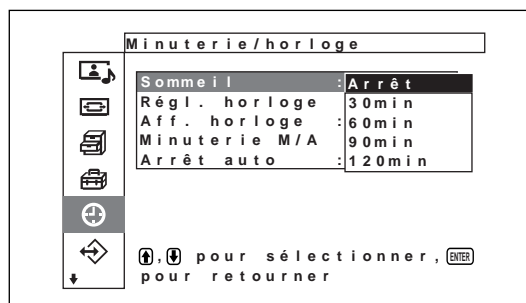 Minuterie/horloge
Sommeil : Arrêt
Régl. horloge 30min
Aff. horloge : 60min
Minuterie M/A 90min
Arrêt auto : 120min
↑,↓ pour sélectionner, ENTER
pour retourner